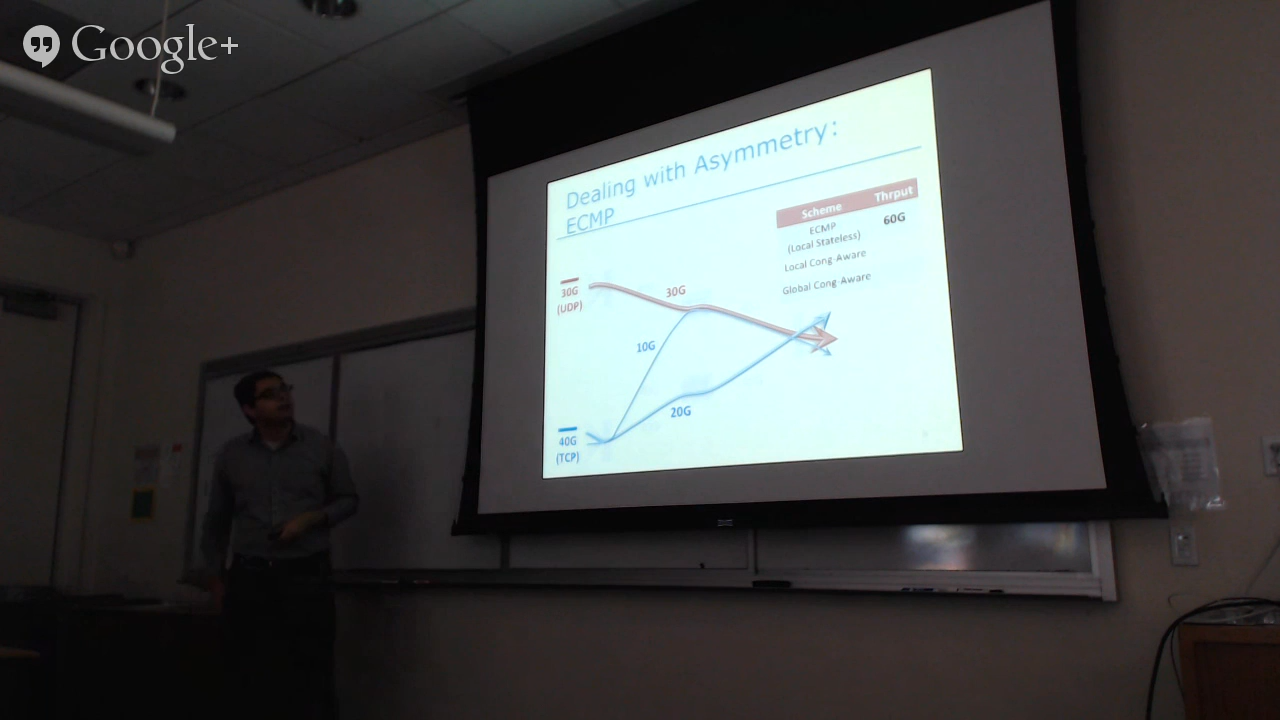 Google+
Dealing with Asymmetry:
ECMP
Scheme Thrput
ECMP
(Local Stateless) 60G
Local Cong-Aware
Global Cong-Aware
30G
(UDP)
30G
10G
20G
40G
(TCP)